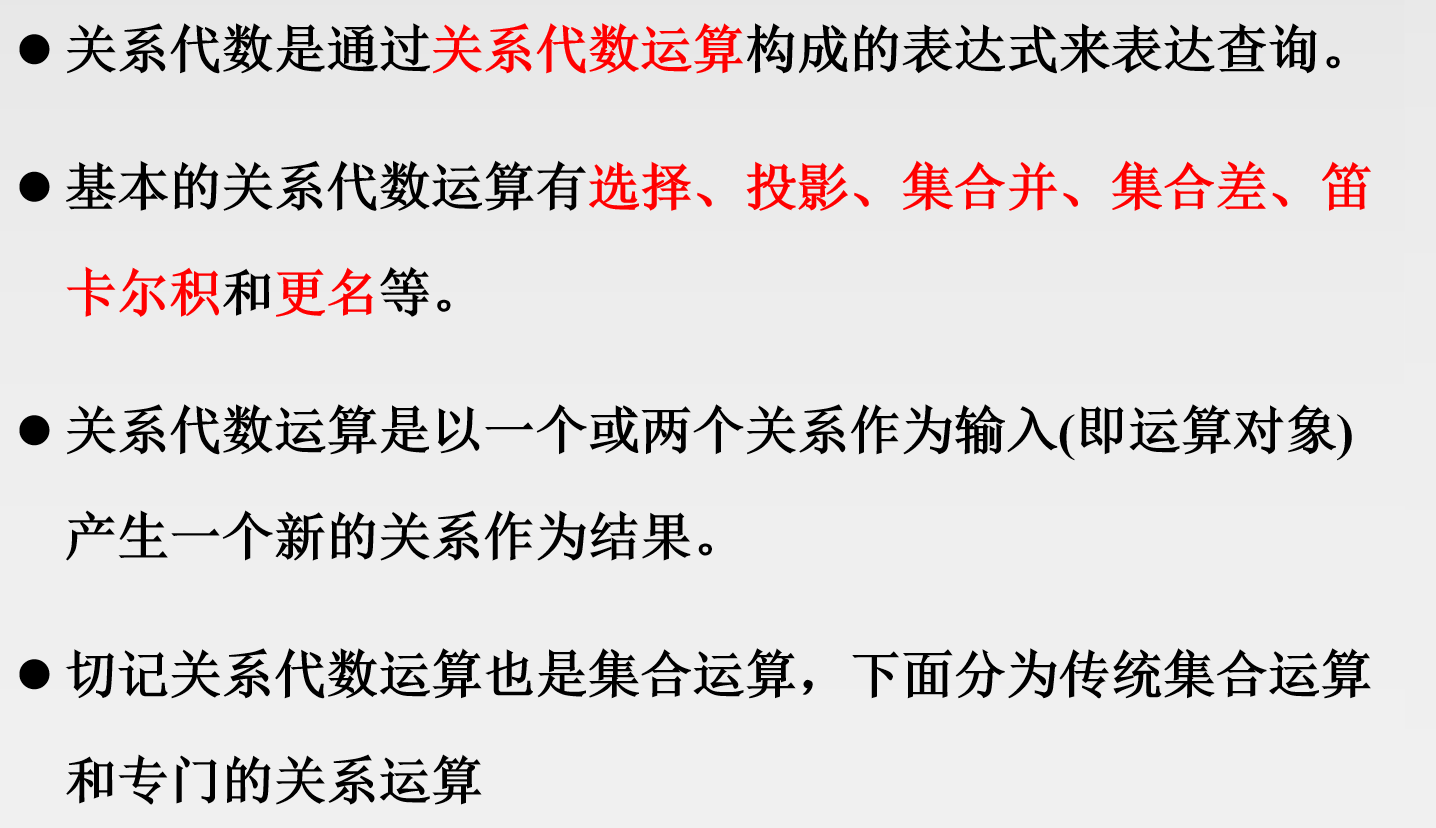 ● 关系代数是通过关系代数运算构成的表达式来表达查询。
● 基本的关系代数运算有选择、投影、集合并、集合差、笛
卡尔积和更名等。
● 关系代数运算是以一个或两个关系作为输入(即运算对象)
产生一个新的关系作为结果。
● 切记关系代数运算也是集合运算，下面分为传统集合运算
和专门的关系运算